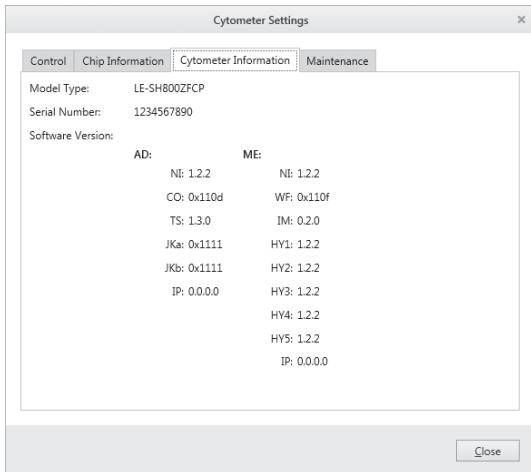 Cytometer Settings
Control Chip Information Cytometer Information Maintenance
Model Type: LE-SH800ZFCP
Serial Number: 1234567890
Software Version:
AD: ME:
NI: 1.2.2 NI: 1.2.2
CO: 0x110d WF: 0x110f
TS: 1.3.0 IM: 0.2.0
JKa: 0x1111 HY1: 1.2.2
JKb: 0x1111 HY2: 1.2.2
IP: 0.0.0.0 HY3: 1.2.2
HY4: 1.2.2
HY5: 1.2.2
IP: 0.0.0.0
Close